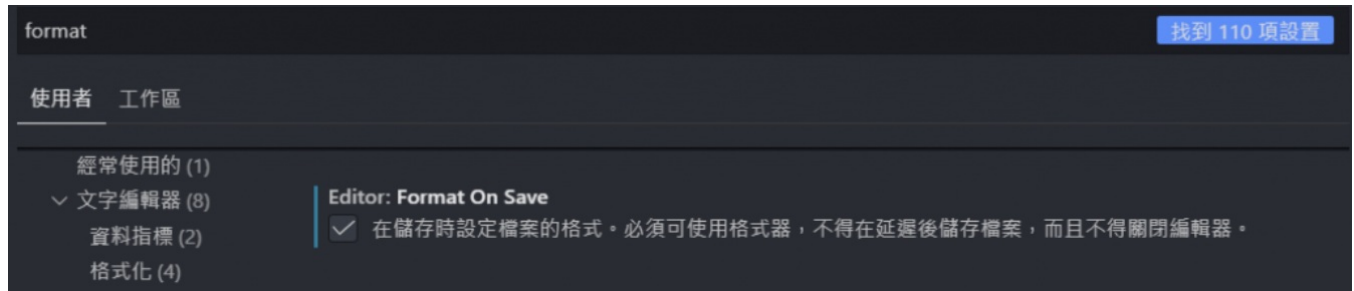 format
找到 110 項設置
使用者 工作區
經常使用的 (1)
文字編輯器 (8)
資料指標 (2)
格式化 (4)
Editor: Format On Save
在儲存時設定檔案的格式。必須可使用格式器，不得在延遲後儲存檔案，而且不得關閉編輯器。